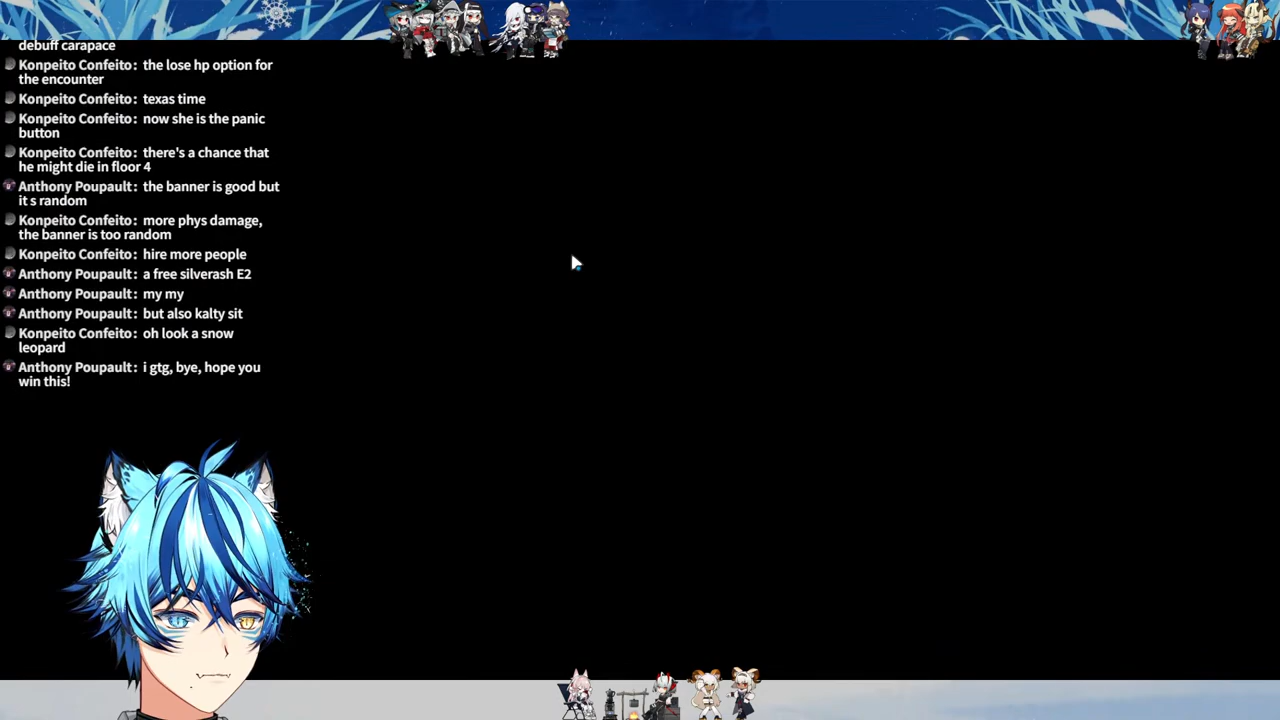 debuff carapace
Konpeito Confeito: the lose hp option for
the encounter
Konpeito Confeito: texas time
Konpeito Confeito: now she is the panic
button
Konpeito Confeito: there's a chance that
he might die in floor 4
Anthony Poupault: the banner is good but
it s random
Konpeito Confeito: more phys damage,
the banner is too random
Konpeito Confeito: hire more people
Anthony Poupault: a free silverash E2
Anthony Poupault: my my
Anthony Poupault: but also kalty sit
Konpeito Confeito: oh look a snow
leopard
Anthony Poupault: i gtg, bye, hope you
win this!